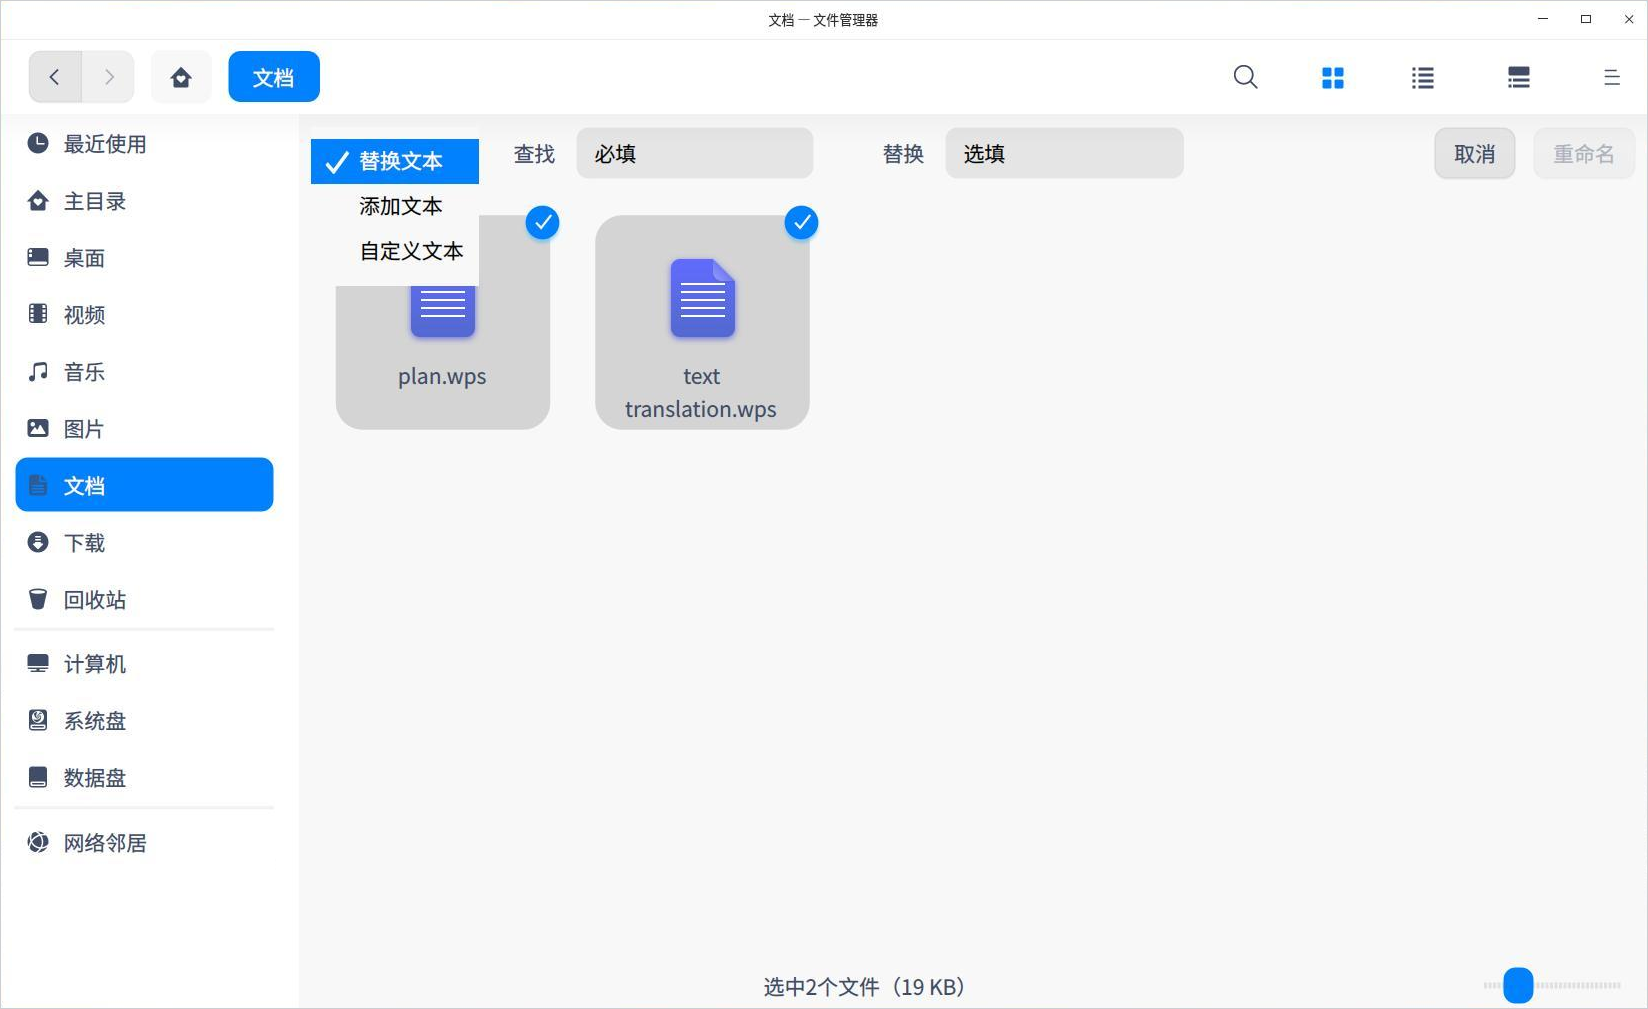 文档 — 文件管理器
文档
最近使用
主目录
桌面
视频
音乐
图片
文档
下载
回收站
计算机
系统盘
数据盘
网络邻居
替换文本
添加文本
自定义文本
查找
必填
替换
选填
取消
重命名
plan.wps
text
translation.wps
选中2个文件（19 KB）